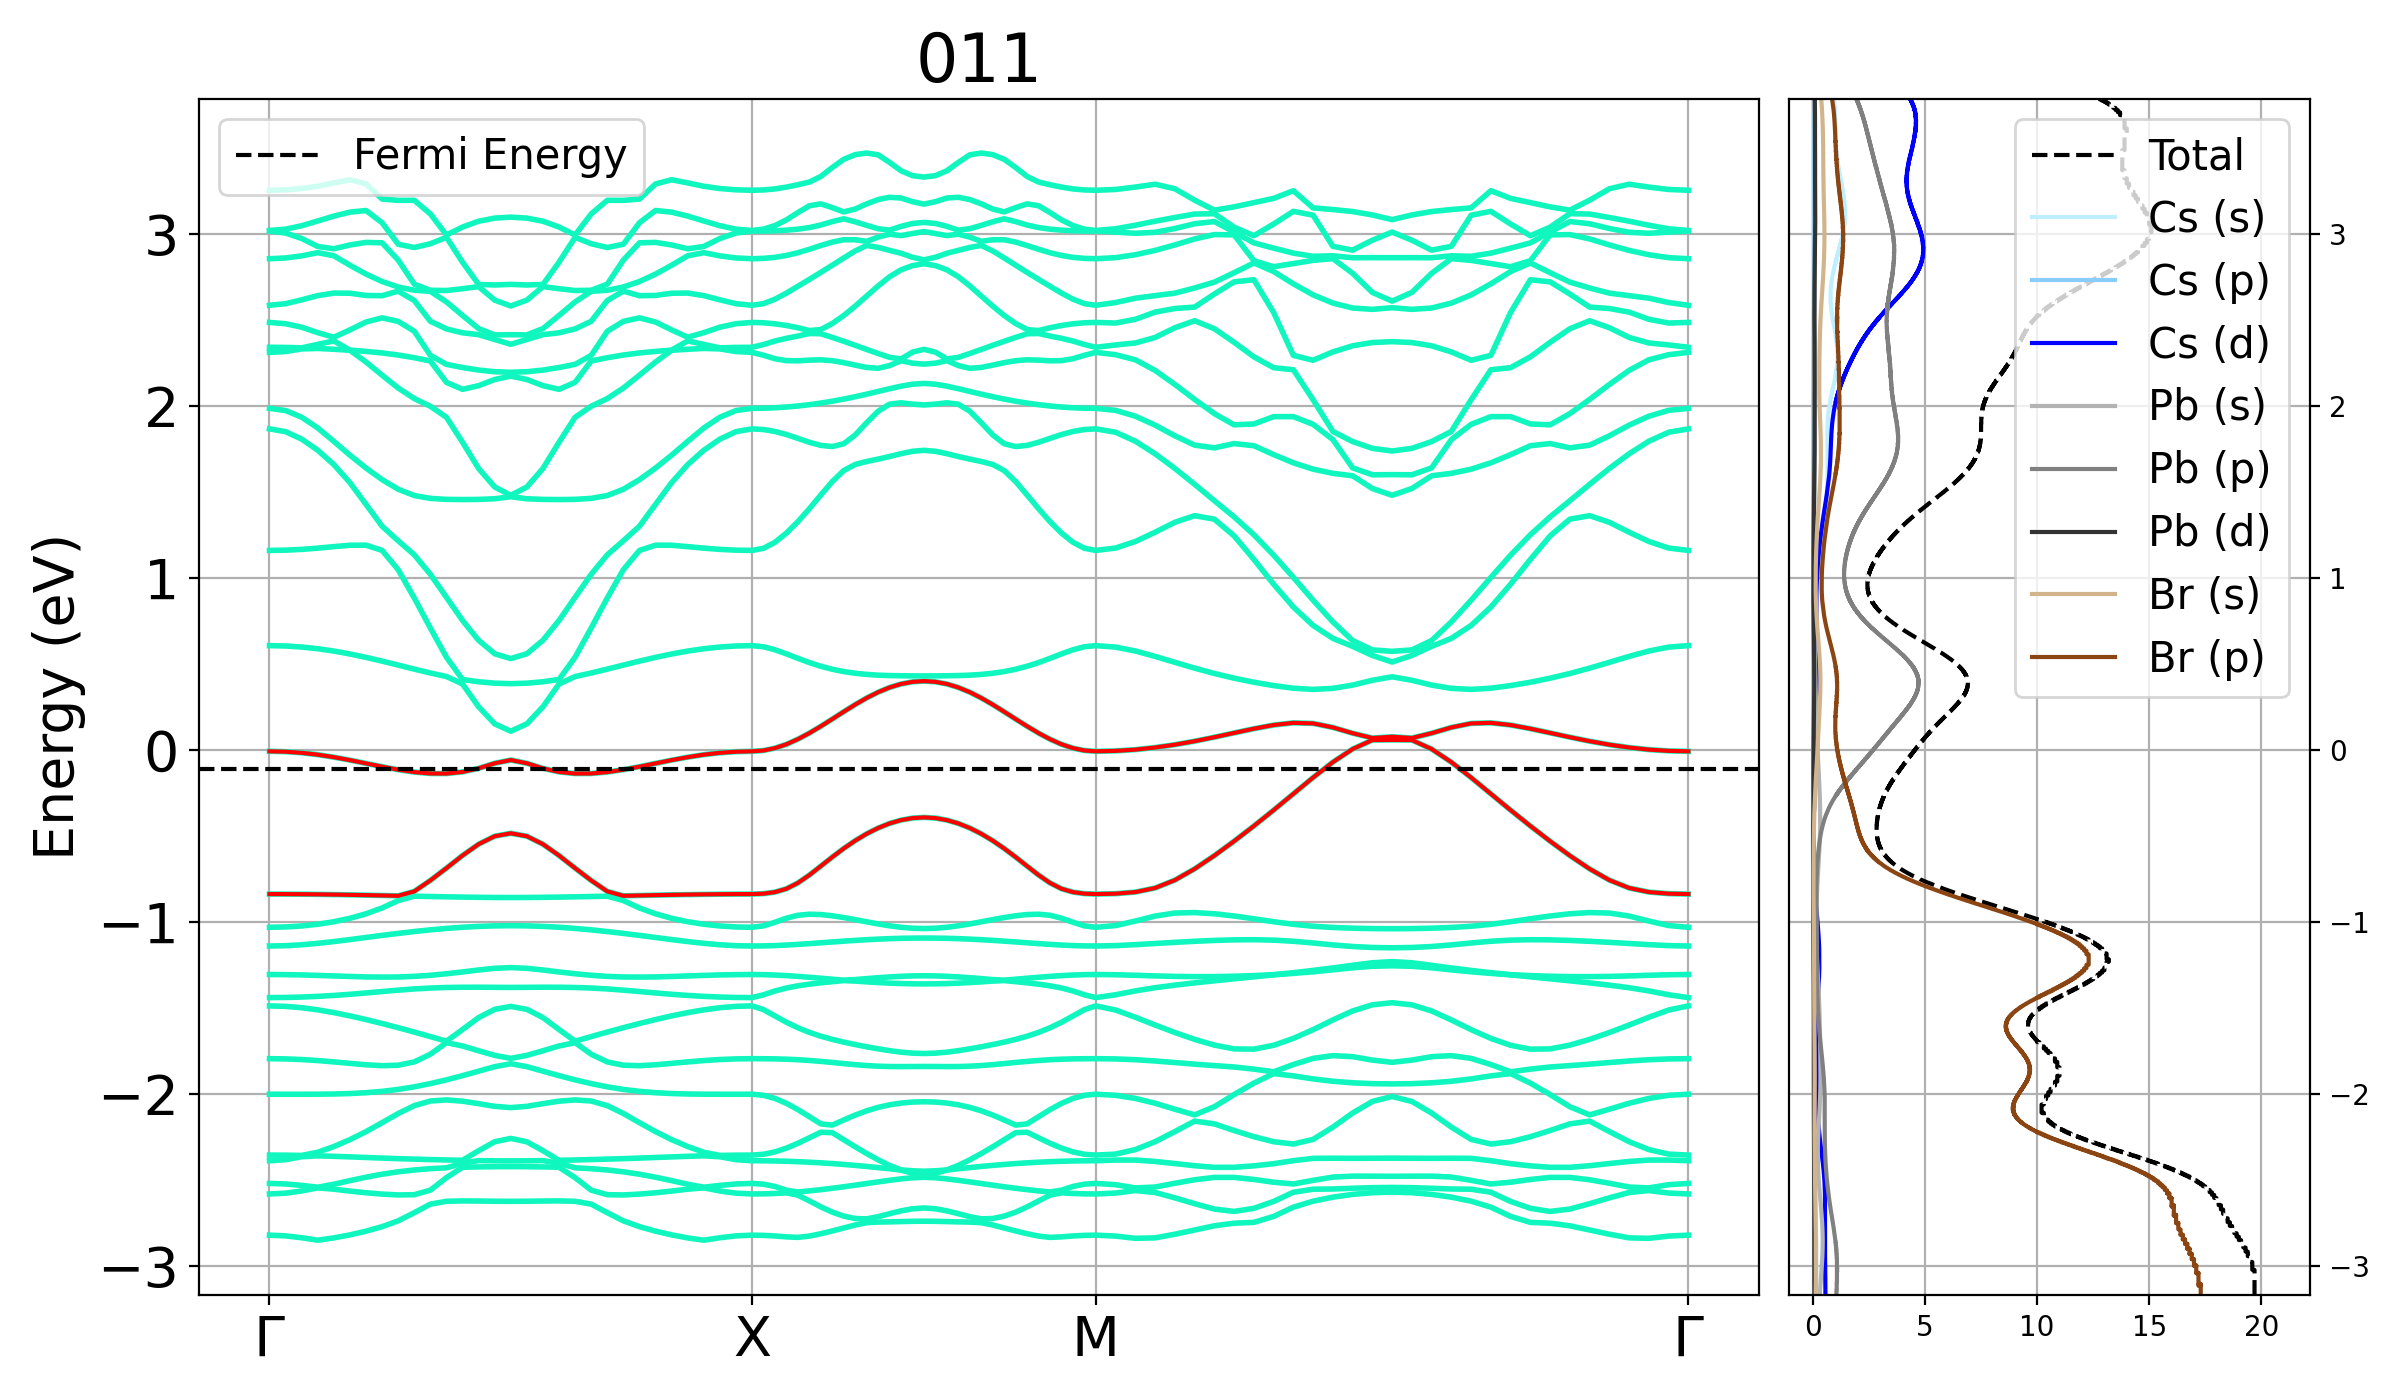 011
Fermi Energy
Energy (eV)
3
2
1
0
−1
−2
−3
Γ
X
M
Γ
Total
Cs (s)
Cs (p)
Cs (d)
Pb (s)
Pb (p)
Pb (d)
Br (s)
Br (p)
3
2
1
0
−1
−2
−3
0
5
10
15
20